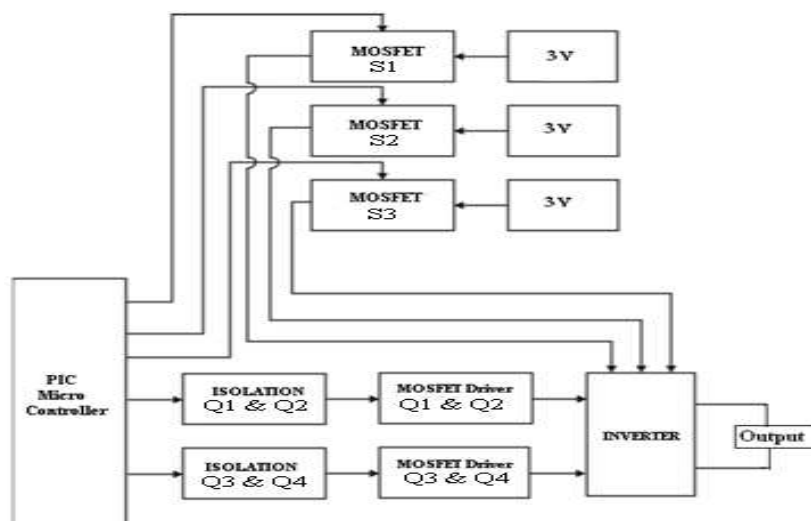 MOSFET
S1
3V
MOSFET
S2
3V
MOSFET
S3
3V
PIC
Micro
Controller
ISOLATION
Q1 & Q2
MOSFET Driver
Q1 & Q2
ISOLATION
Q3 & Q4
MOSFET Driver
Q3 & Q4
INVERTER
Output